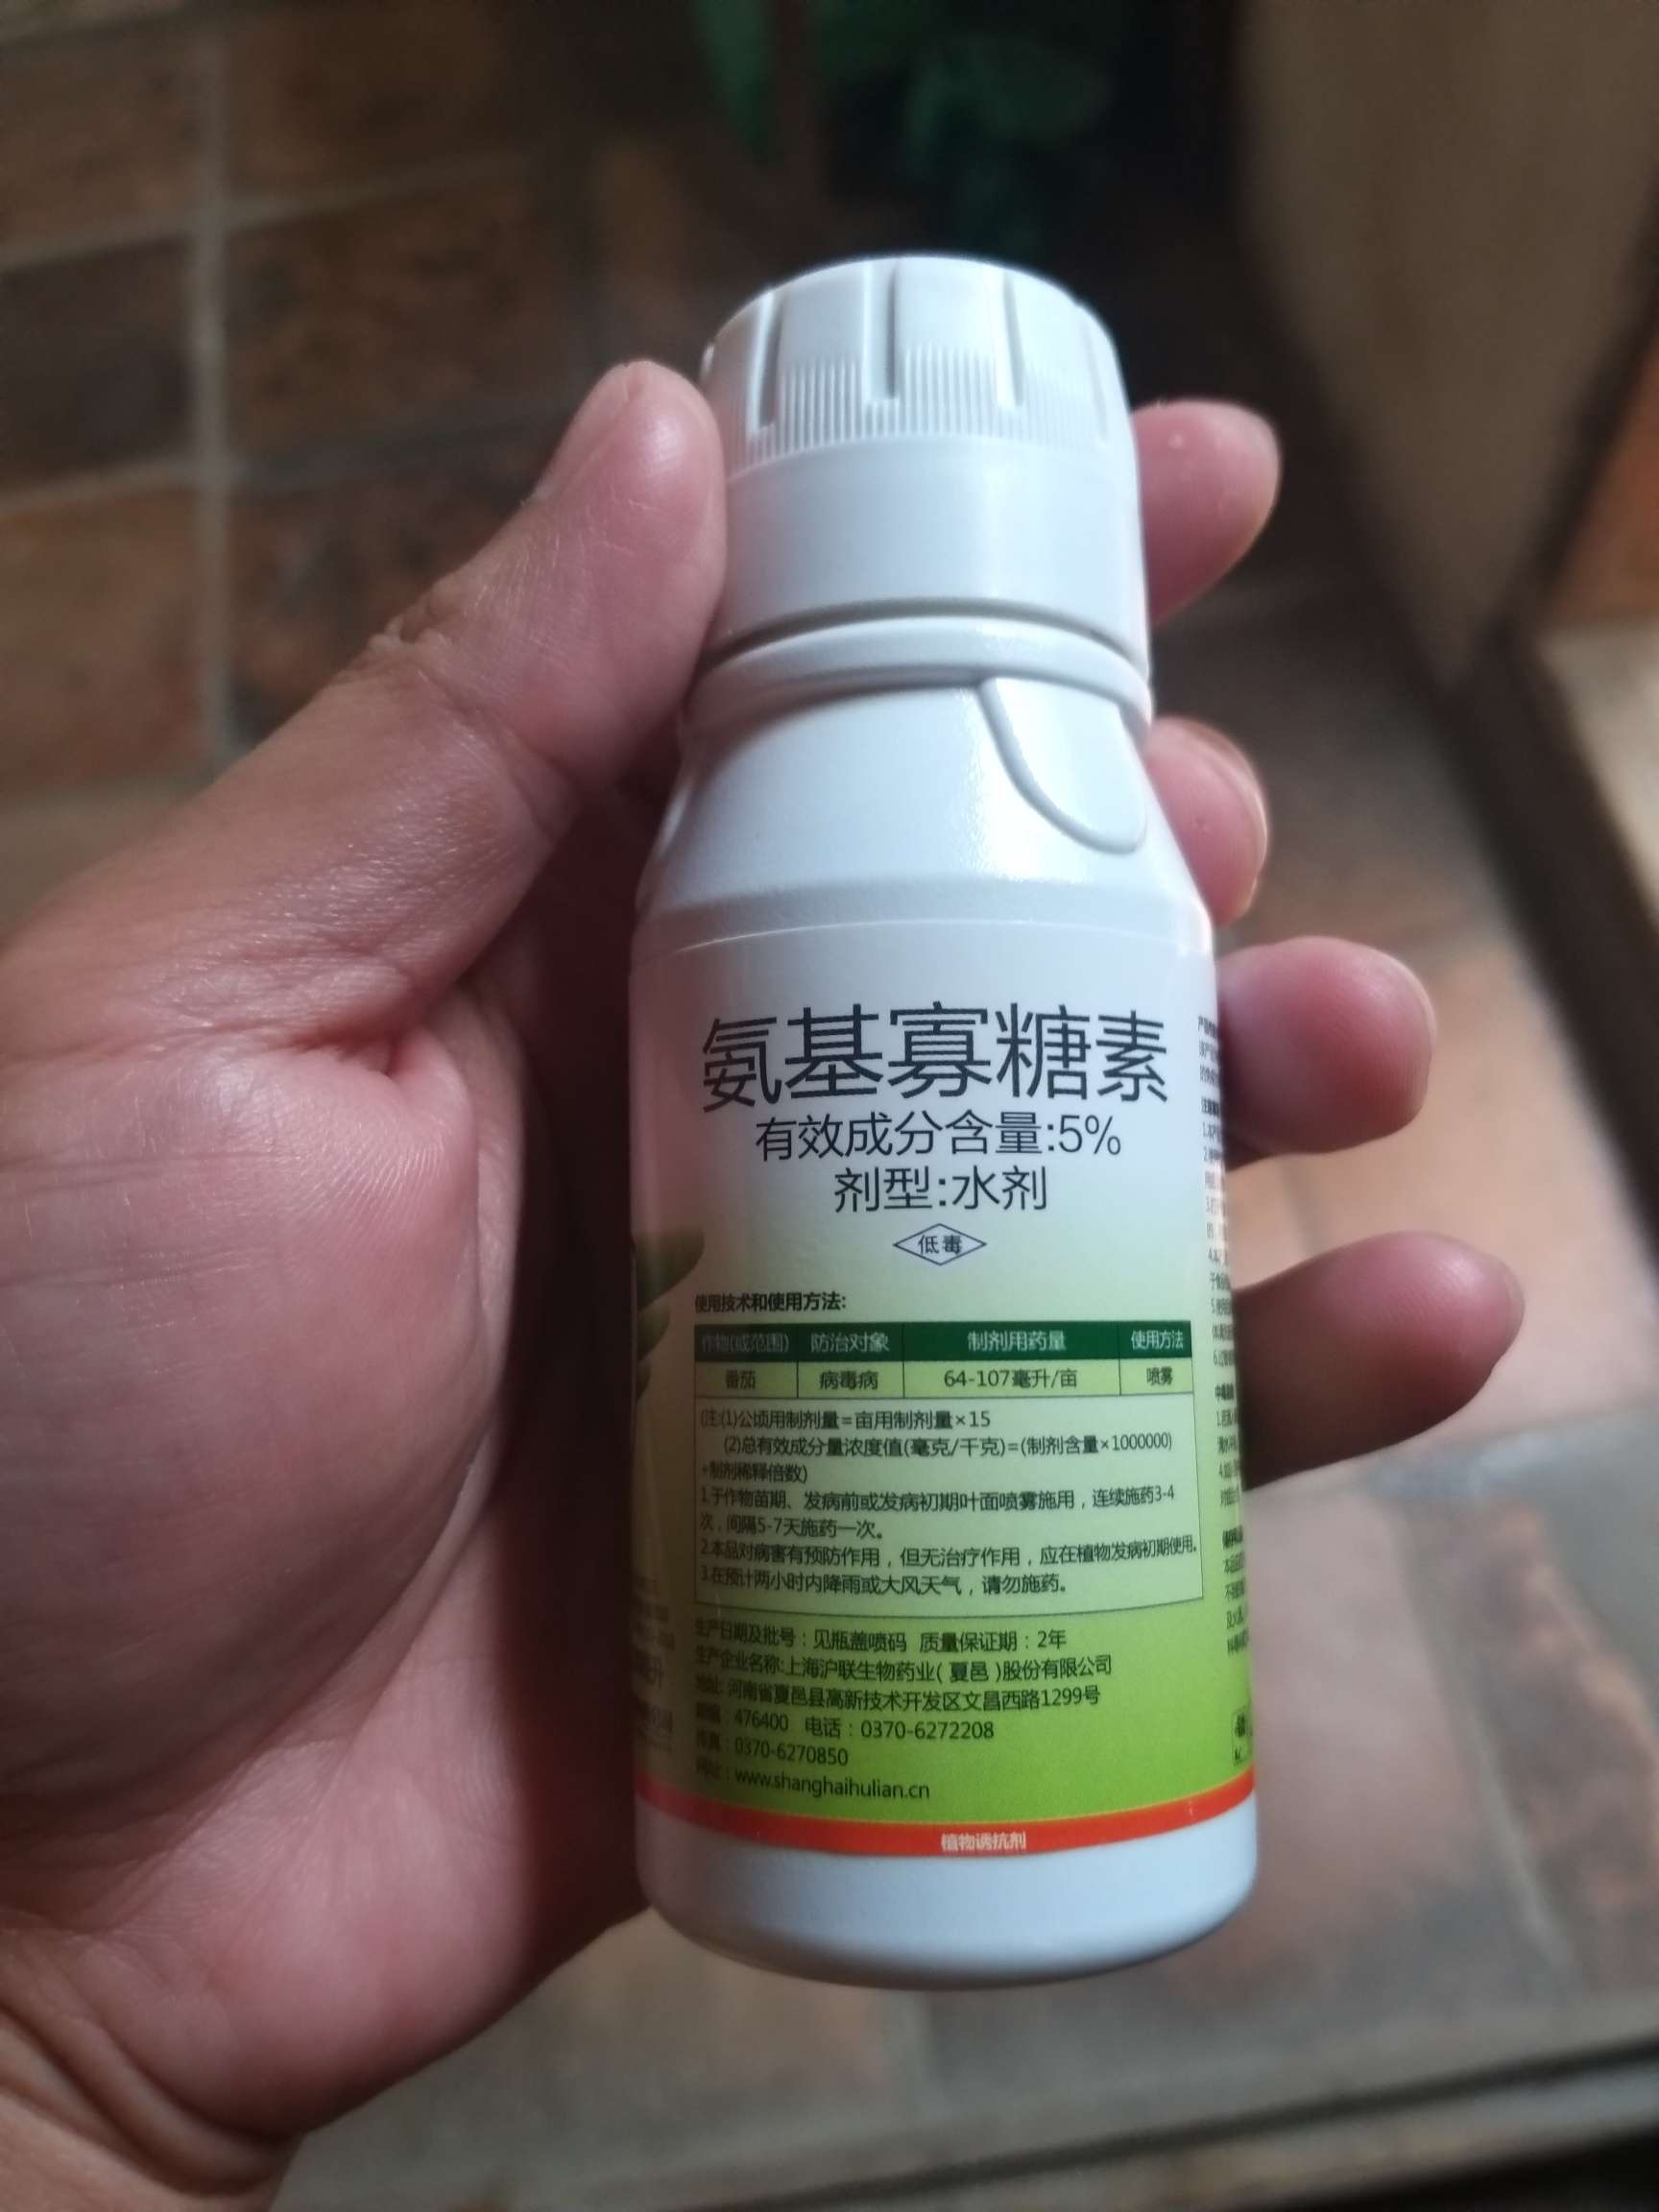 氨基寡糖素
有效成分含量:5%
剂型:水剂
低毒
使用技术和使用方法:
作物(或范围) 防治对象 制剂用药量 使用方法
番茄 病毒病 64-107毫升/亩 喷雾
(注:(1)公顷用制剂量=亩用制剂量×15
(2)总有效成分量浓度值(毫克/千克)=(制剂含量×1000000)
÷制剂稀释倍数)
1.于作物苗期、发病前或发病初期叶面喷雾施用，连续施药3-4
次，间隔5-7天施药一次。
2.本品对病害有预防作用，但无治疗作用，应在植物发病初期使用。
3.在预计两小时内降雨或大风天气，请勿施药。
生产日期及批号：见瓶盖喷码 质量保证期：2年
生产企业名称:上海沪联生物药业(夏邑)股份有限公司
地址: 河南省夏邑县高新技术开发区文昌西路1299号
邮编：476400 电话：0370-6272208
传真：0370-6270850
网址：www.shanghaihulian.cn
植物诱抗剂